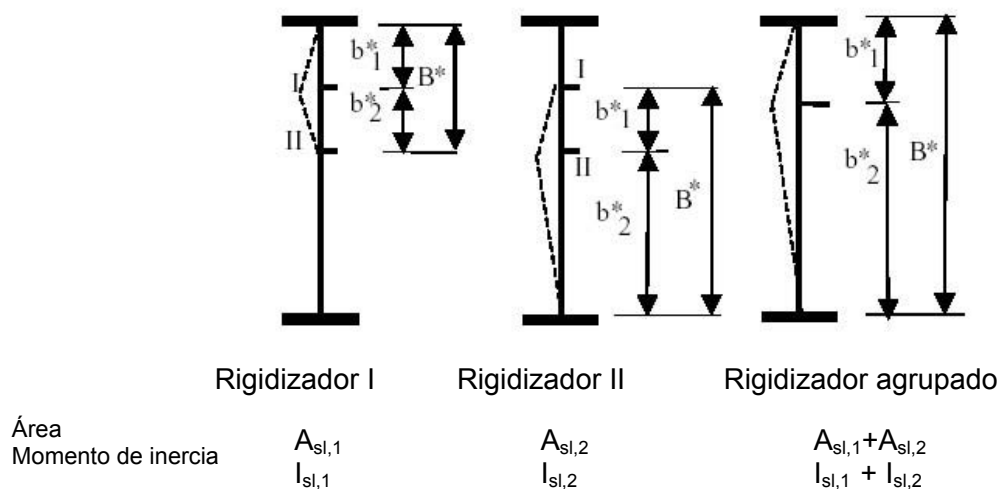 b*1
I
B*
b*2
II
I
b*1
II
b*2
B*
b*1
b*2
B*
Rigidizador I Rigidizador II Rigidizador agrupado
Área Asl,1 Asl,2 Asl,1+Asl,2
Momento de inercia Isl,1 Isl,2 Isl,1 + Isl,2